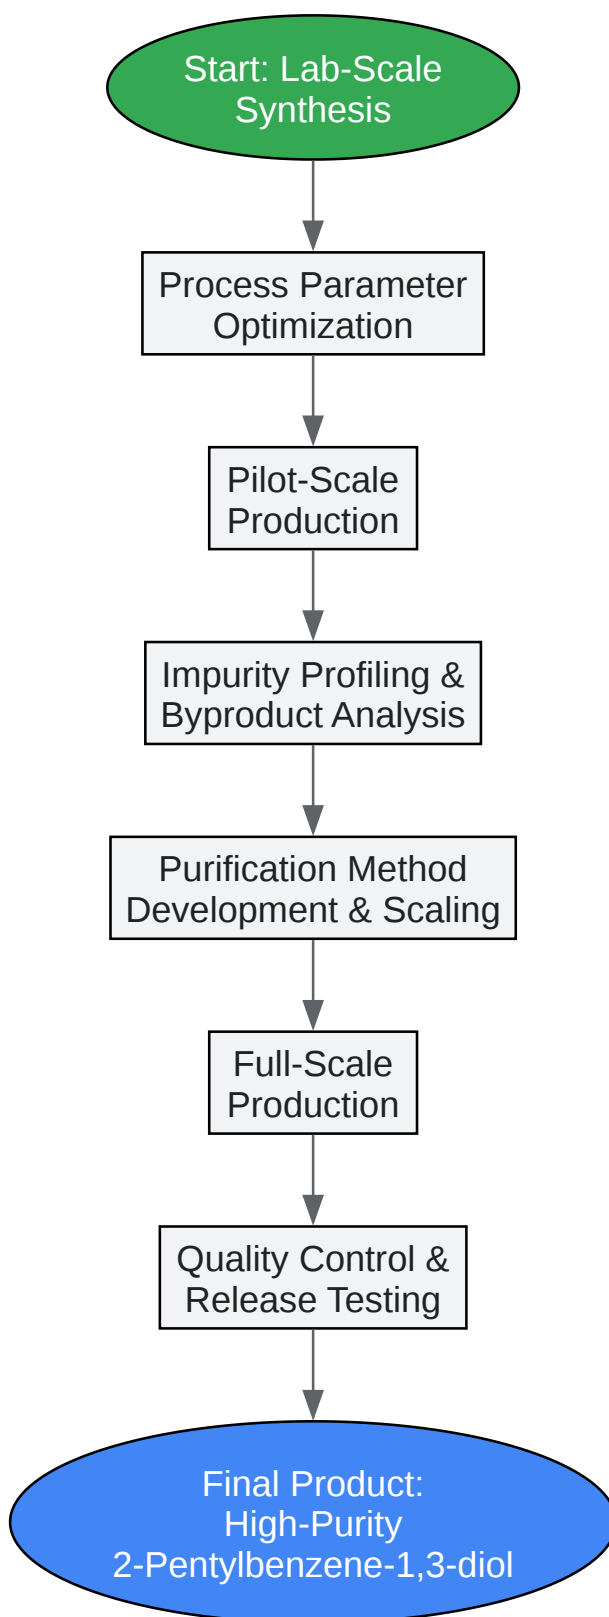 Start: Lab-Scale
Synthesis
Process Parameter
Optimization
Pilot-Scale
Production
Impurity Profiling &
Byproduct Analysis
Purification Method
Development & Scaling
Full-Scale
Production
Quality Control &
Release Testing
Final Product:
High-Purity
2-Pentylbenzene-1,3-diol